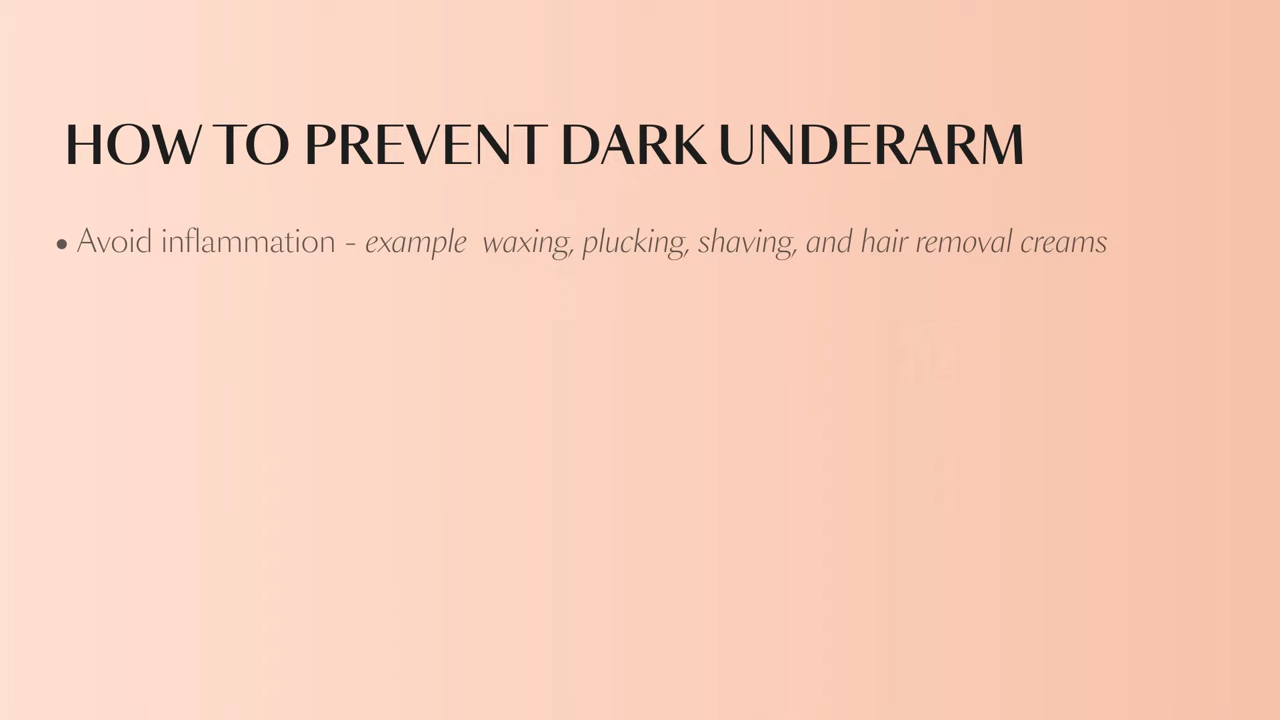 HOW TO PREVENT DARK UNDERARM
• Avoid inflammation - example  waxing, plucking, shaving, and hair removal creams